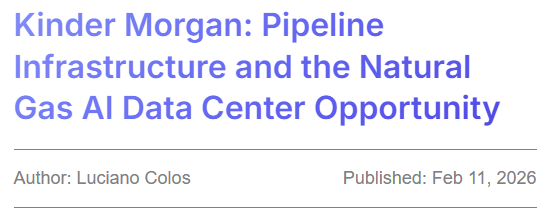 Kinder Morgan: Pipeline
Infrastructure and the Natural
Gas AI Data Center Opportunity
Author: Luciano Colos
Published: Feb 11, 2026